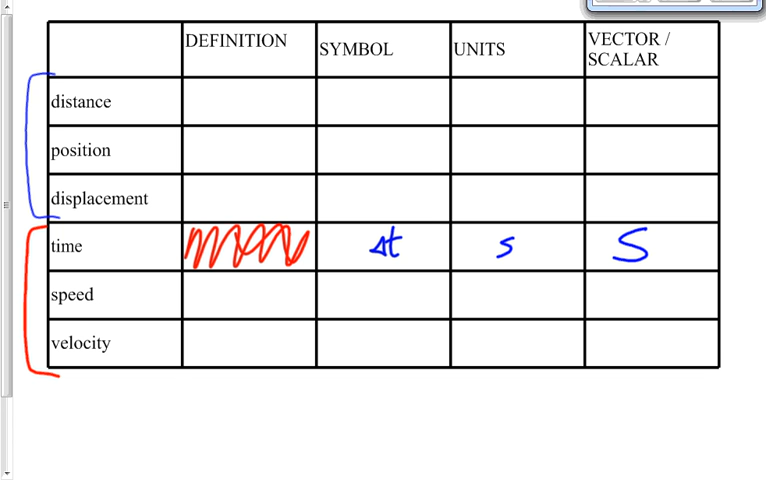 DEFINITION SYMBOL UNITS VECTOR / SCALAR
distance
position
displacement
time Δt s S
speed
velocity